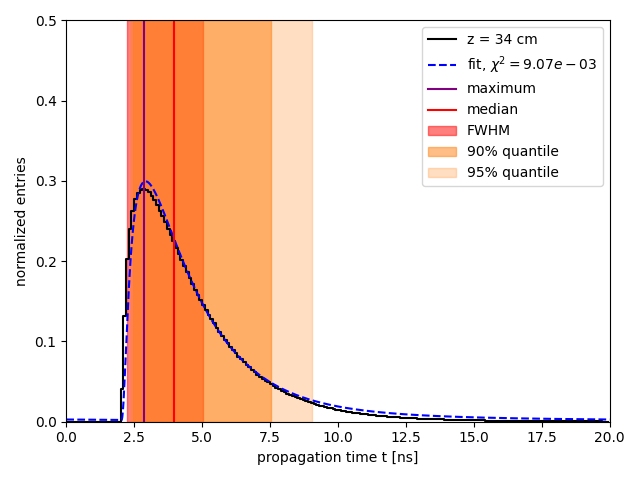 0.5
0.4
0.3
0.2
0.1
0.0
normalized entries
0.0 2.5 5.0 7.5 10.0 12.5 15.0 17.5 20.0
propagation time t [ns]
z = 34 cm
fit, χ² = 9.07e − 03
maximum
median
FWHM
90% quantile
95% quantile